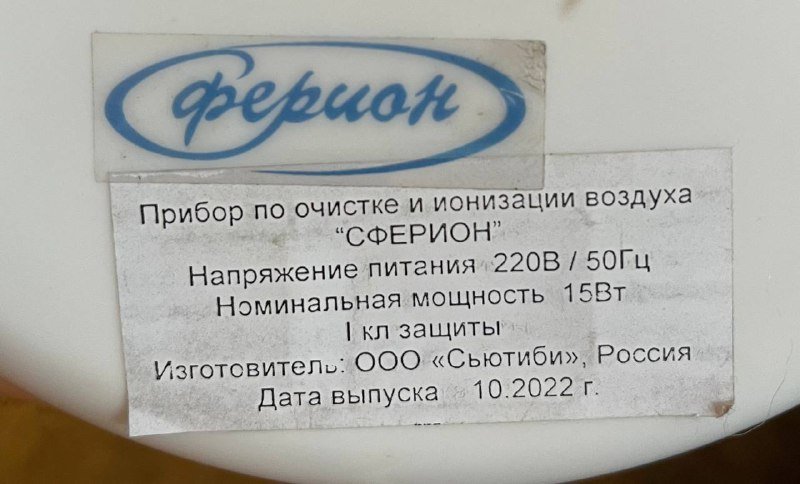 Сферион
Прибор по очистке и ионизации воздуха
"СФЕРИОН"
Напряжение питания 220В / 50Гц
Номинальная мощность 15Вт
I кл защиты
Изготовитель: ООО «Сьютиби», Россия
Дата выпуска 10.2022 г.